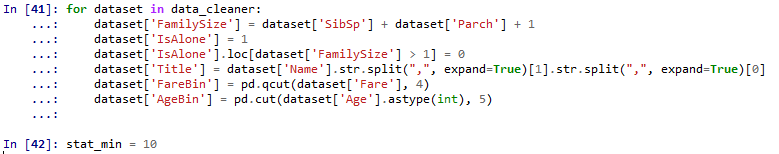 In [41]: for dataset in data_cleaner:
    ...:     dataset['FamilySize'] = dataset['SibSp'] + dataset['Parch'] + 1
    ...:     dataset['IsAlone'] = 1
    ...:     dataset['IsAlone'].loc[dataset['FamilySize'] > 1] = 0
    ...:     dataset['Title'] = dataset['Name'].str.split(",", expand=True)[1].str.split(",", expand=True)[0]
    ...:     dataset['FareBin'] = pd.qcut(dataset['Fare'], 4)
    ...:     dataset['AgeBin'] = pd.cut(dataset['Age'].astype(int), 5)
    ...:
In [42]: stat_min = 10